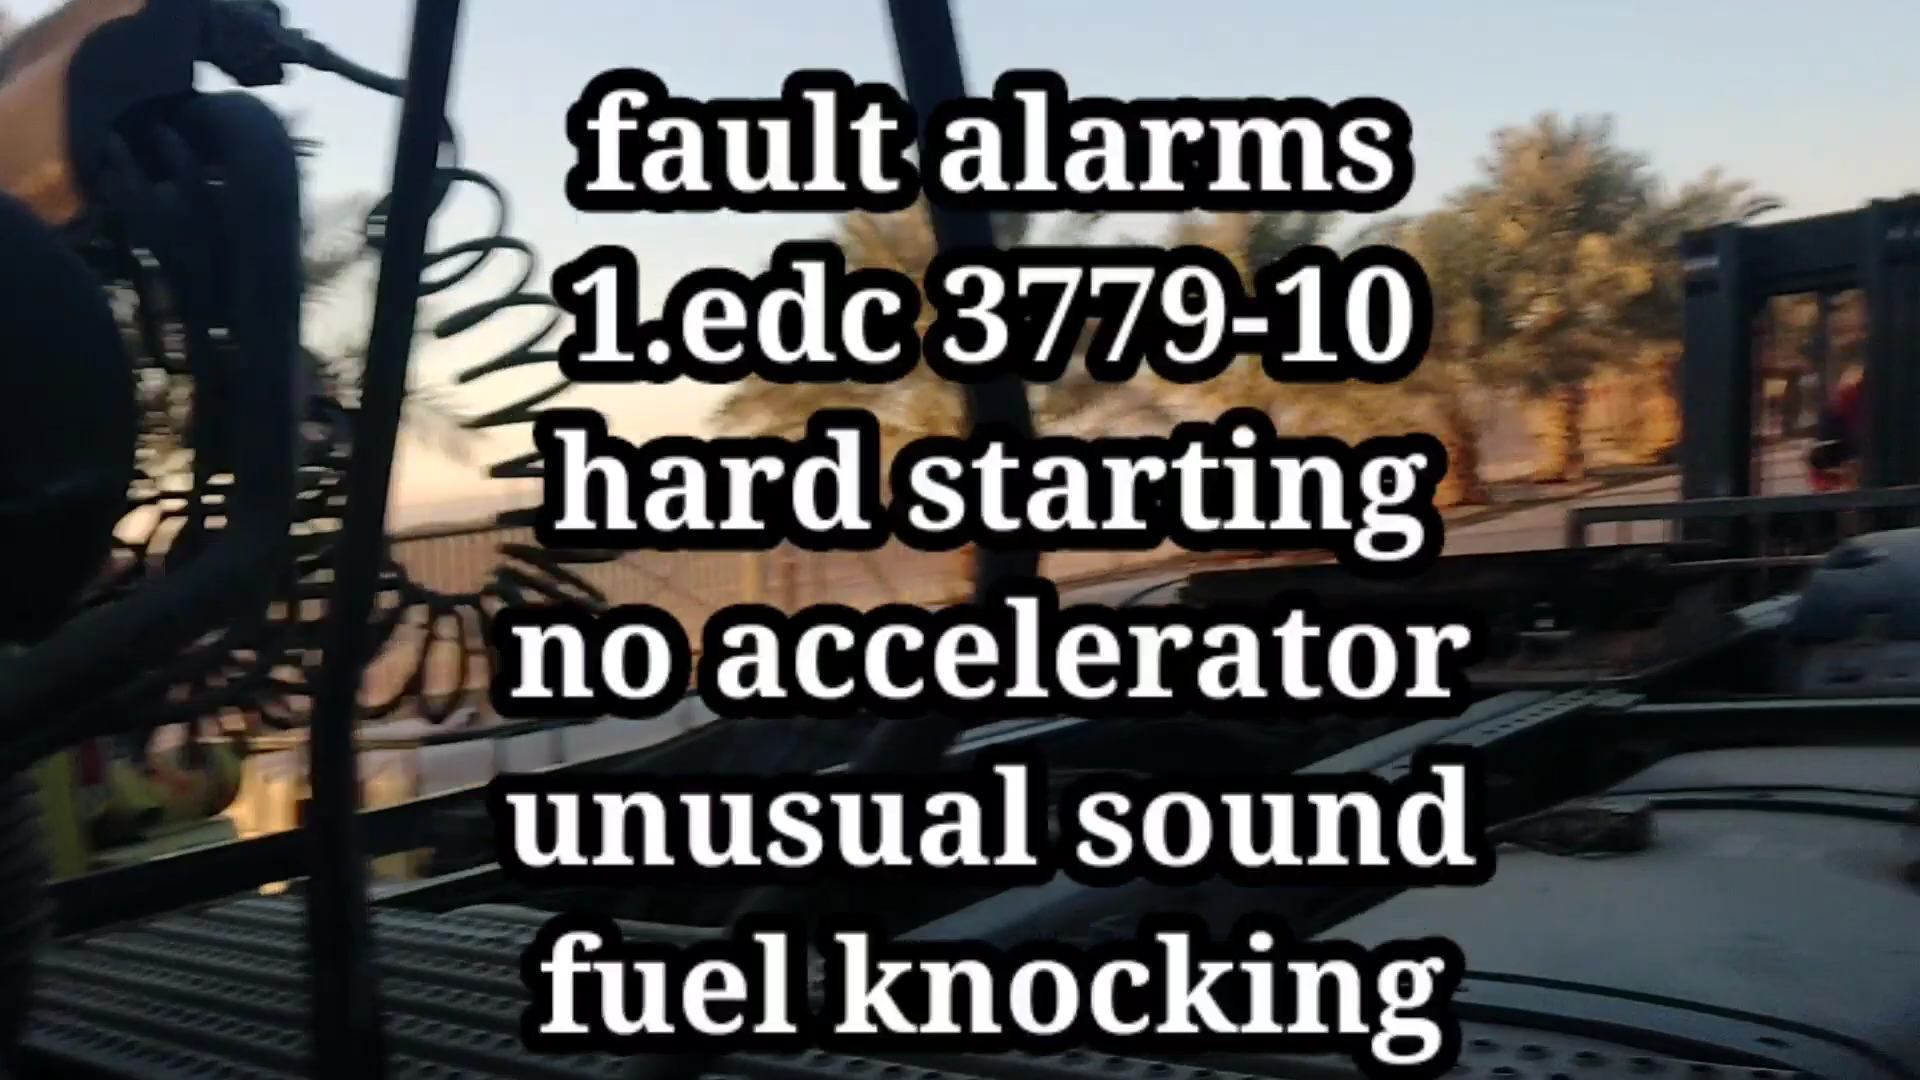 fault alarms
1.edc 3779-10
hard starting
no accelerator
unusual sound
fuel knocking